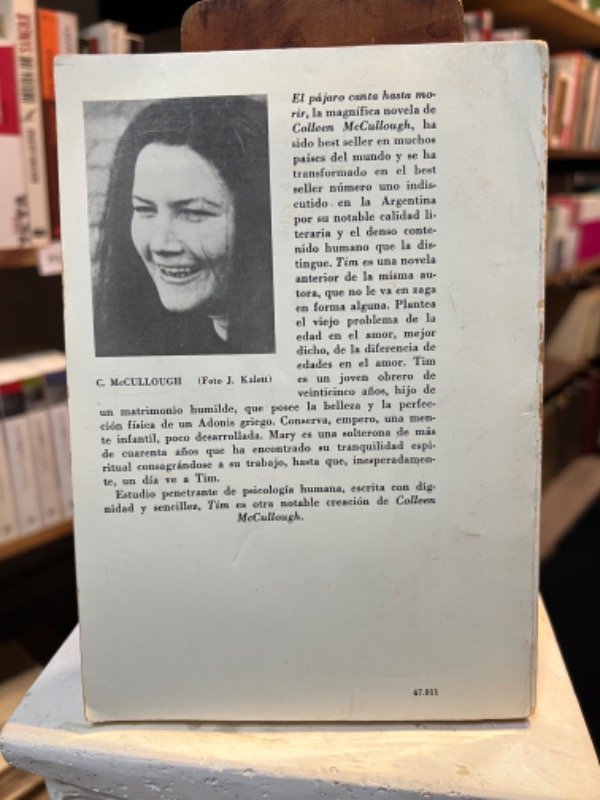 El pájaro canta hasta mo-
rir, la magnífica novela de
Colleen McCullough, ha
sido best seller en muchos
países del mundo y se ha
transformado en el best
seller número uno indis-
cutido en la Argentina
por su notable calidad li-
teraria y el denso conte-
nido humano que la dis-
tingue. Tim es una novela
anterior de la misma au-
tora, que no le va en zaga
en forma alguna. Plantea
el viejo problema de la
edad en el amor, mejor
dicho, de la diferencia de
edades en el amor. Tim
es un joven obrero de
veinticinco años, hijo de
un matrimonio humilde, que posee la belleza y la perfec-
ción física de un Adonis griego. Conserva, empero, una men-
te infantil, poco desarrollada. Mary es una solterona de más
de cuarenta años que ha encontrado su tranquilidad espi-
ritual consagrándose a su trabajo, hasta que, inesperadamen-
te, un día ve a Tim.
Estudio penetrante de psicología humana, escrita con dig-
nidad y sencillez, Tim es otra notable creación de Colleen
McCullough.
C. McCULLOUGH (Foto J. Kalett)
47.011